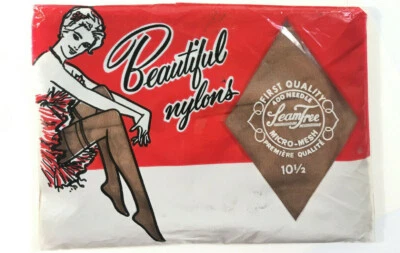 Beautiful
nylons
FIRST QUALITY
400 NEEDLE
SeamFree
MICRO-MESH
PREMIÈRE QUALITÉ
10½